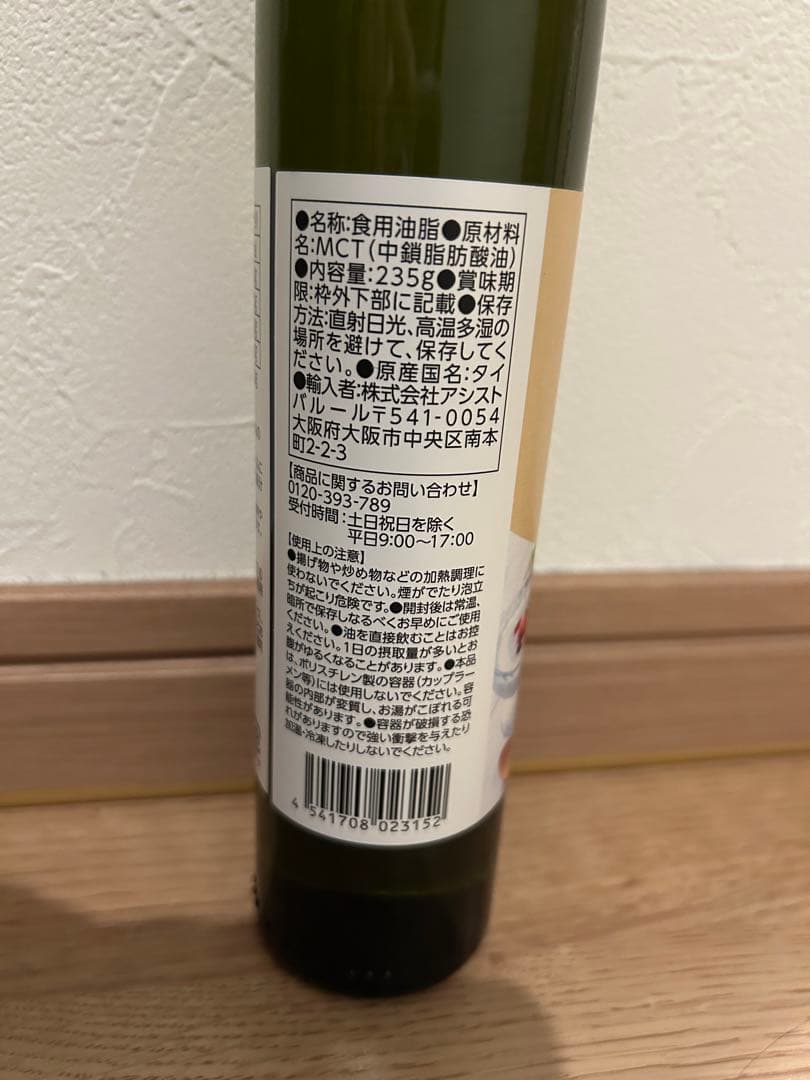 ●名称:食用油脂●原材料
名:MCT(中鎖脂肪酸油)
●内容量:235g●賞味期
限:枠外下部に記載●保存
方法:直射日光、高温多湿の
場所を避けて、保存してく
ださい。●原産国名:タイ
●輸入者:株式会社アシスト
バルール〒541-0054
大阪府大阪市中央区南本
町2-2-3
【商品に関するお問い合わせ】
0120-393-789
受付時間:土日祝日を除く
平日9:00〜17:00
【使用上の注意】
●揚げ物や炒め物などの加熱調理に
使わないでください。煙がでたり泡立
ちが起こり危険です。●開封後は常温、
暗所で保存しなるべくお早めにご使用
ください。●油を直接飲むことはお控
えください。1日の摂取量が多いとお
腹がゆるくなることがあります。●本品
は、ポリスチレン製の容器(カップラー
メン等)には使用しないでください。容
器の内部が変質し、お湯がこぼれる可
能性があります。●容器が破損する恐
れがありますので強い衝撃を与えたり
加温・冷凍したりしないでください。
4 541708 023152